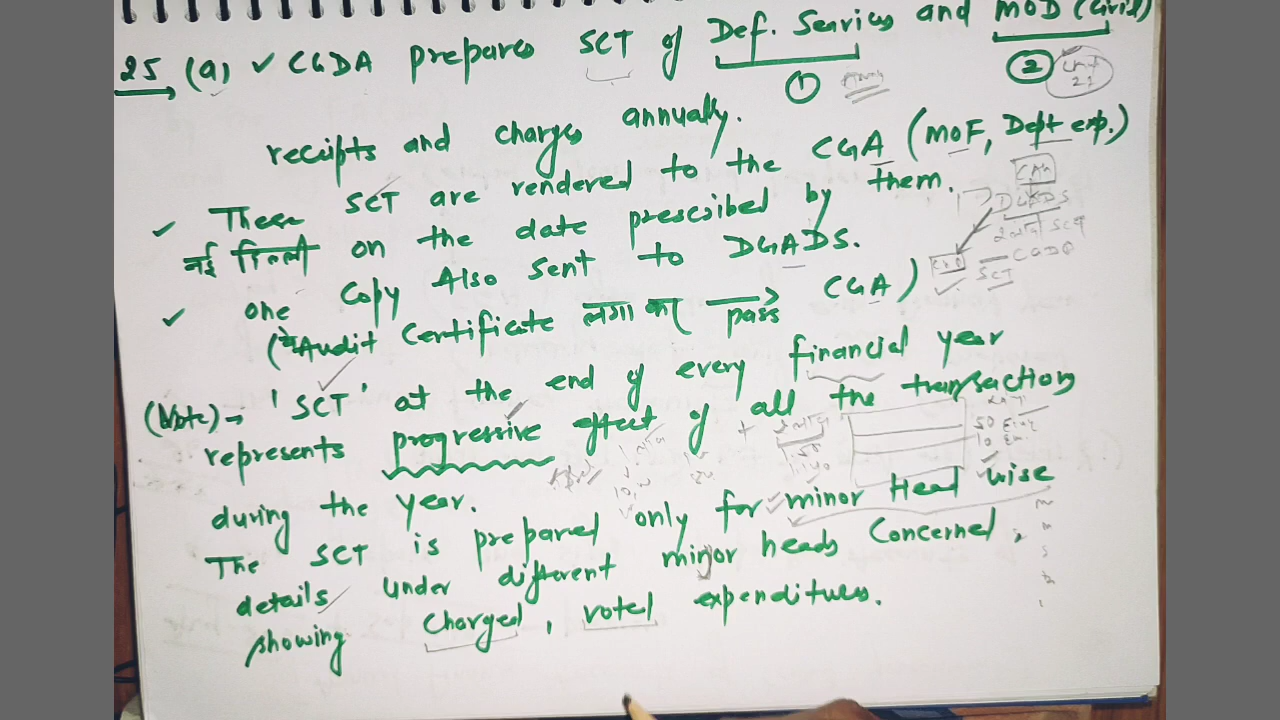 25 (a) ✓ CGDA prepares SCT of Def. Services and MOD (Civil)
① ②
receipts and charges annually.
✓ These SCT are rendered to the CGA (MOF, Dept exp.)
नई दिल्ली on the date prescribed by them.
✓ one copy Also sent to DGADS.
Audit Certificate लगा कर → pass CGA)
(Note) → 'SCT' at the end of every financial year
represents progressive effect of all the transaction
during the year.
The SCT is prepared only for minor Head wise
details under different minor heads Concerned,
showing charged, voted expenditures.
DGADS
SCT
CGDA
SCT